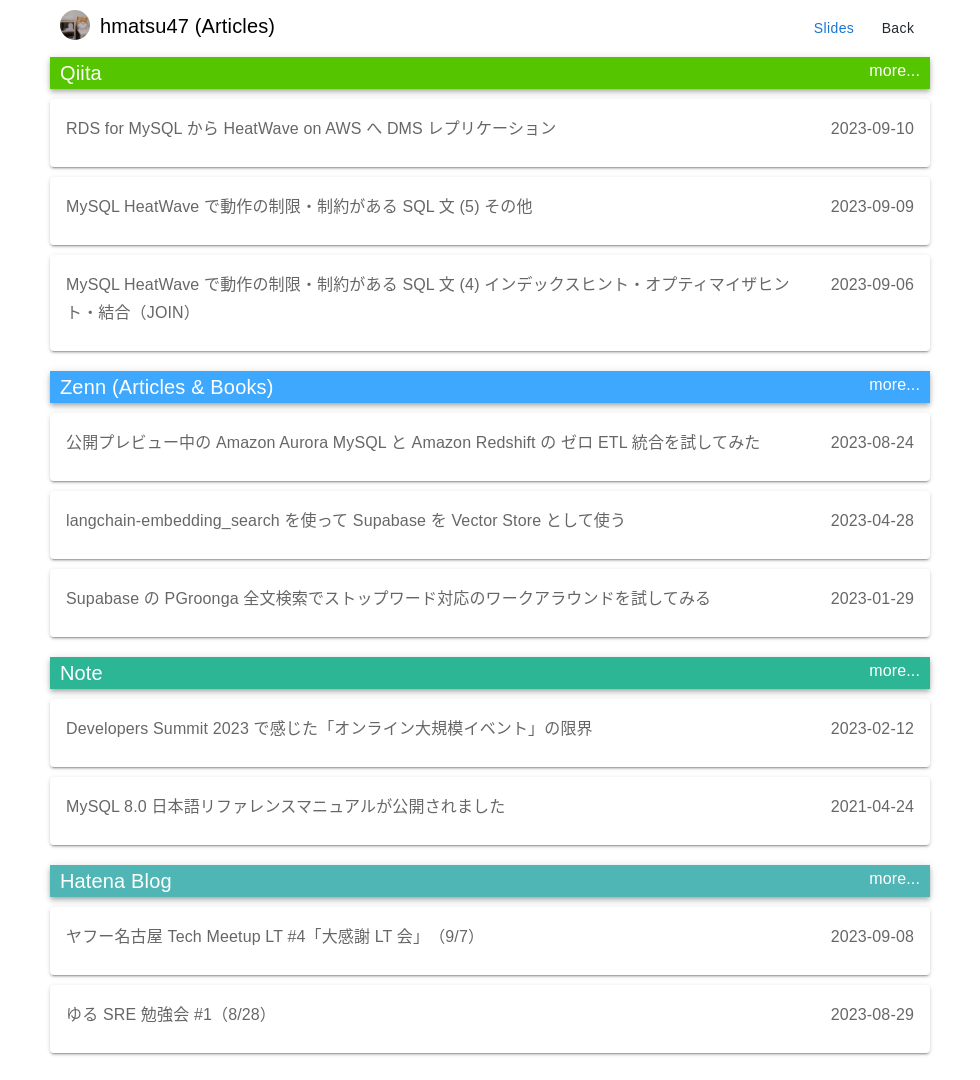 hmatsu47 (Articles)
Slides
Back
Qiita
more...
RDS for MySQL から HeatWave on AWS へ DMS レプリケーション
2023-09-10
MySQL HeatWave で動作の制限・制約がある SQL 文 (5) その他
2023-09-09
MySQL HeatWave で動作の制限・制約がある SQL 文 (4) インデックスヒント・オプティマイザヒン
ト・結合（JOIN）
2023-09-06
Zenn (Articles & Books)
more...
公開プレビュー中の Amazon Aurora MySQL と Amazon Redshift の ゼロ ETL 統合を試してみた
2023-08-24
langchain-embedding_search を使って Supabase を Vector Store として使う
2023-04-28
Supabase の PGroonga 全文検索でストップワード対応のワークアラウンドを試してみる
2023-01-29
Note
more...
Developers Summit 2023 で感じた「オンライン大規模イベント」の限界
2023-02-12
MySQL 8.0 日本語リファレンスマニュアルが公開されました
2021-04-24
Hatena Blog
more...
ヤフー名古屋 Tech Meetup LT #4「大感謝 LT 会」（9/7）
2023-09-08
ゆる SRE 勉強会 #1（8/28）
2023-08-29